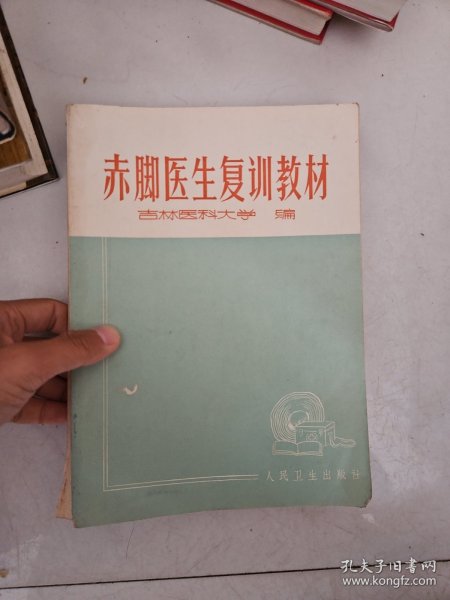 赤脚医生复训教材
吉林医科大学 编
人民卫生出版社
孔夫子旧书网
www.kongfz.com